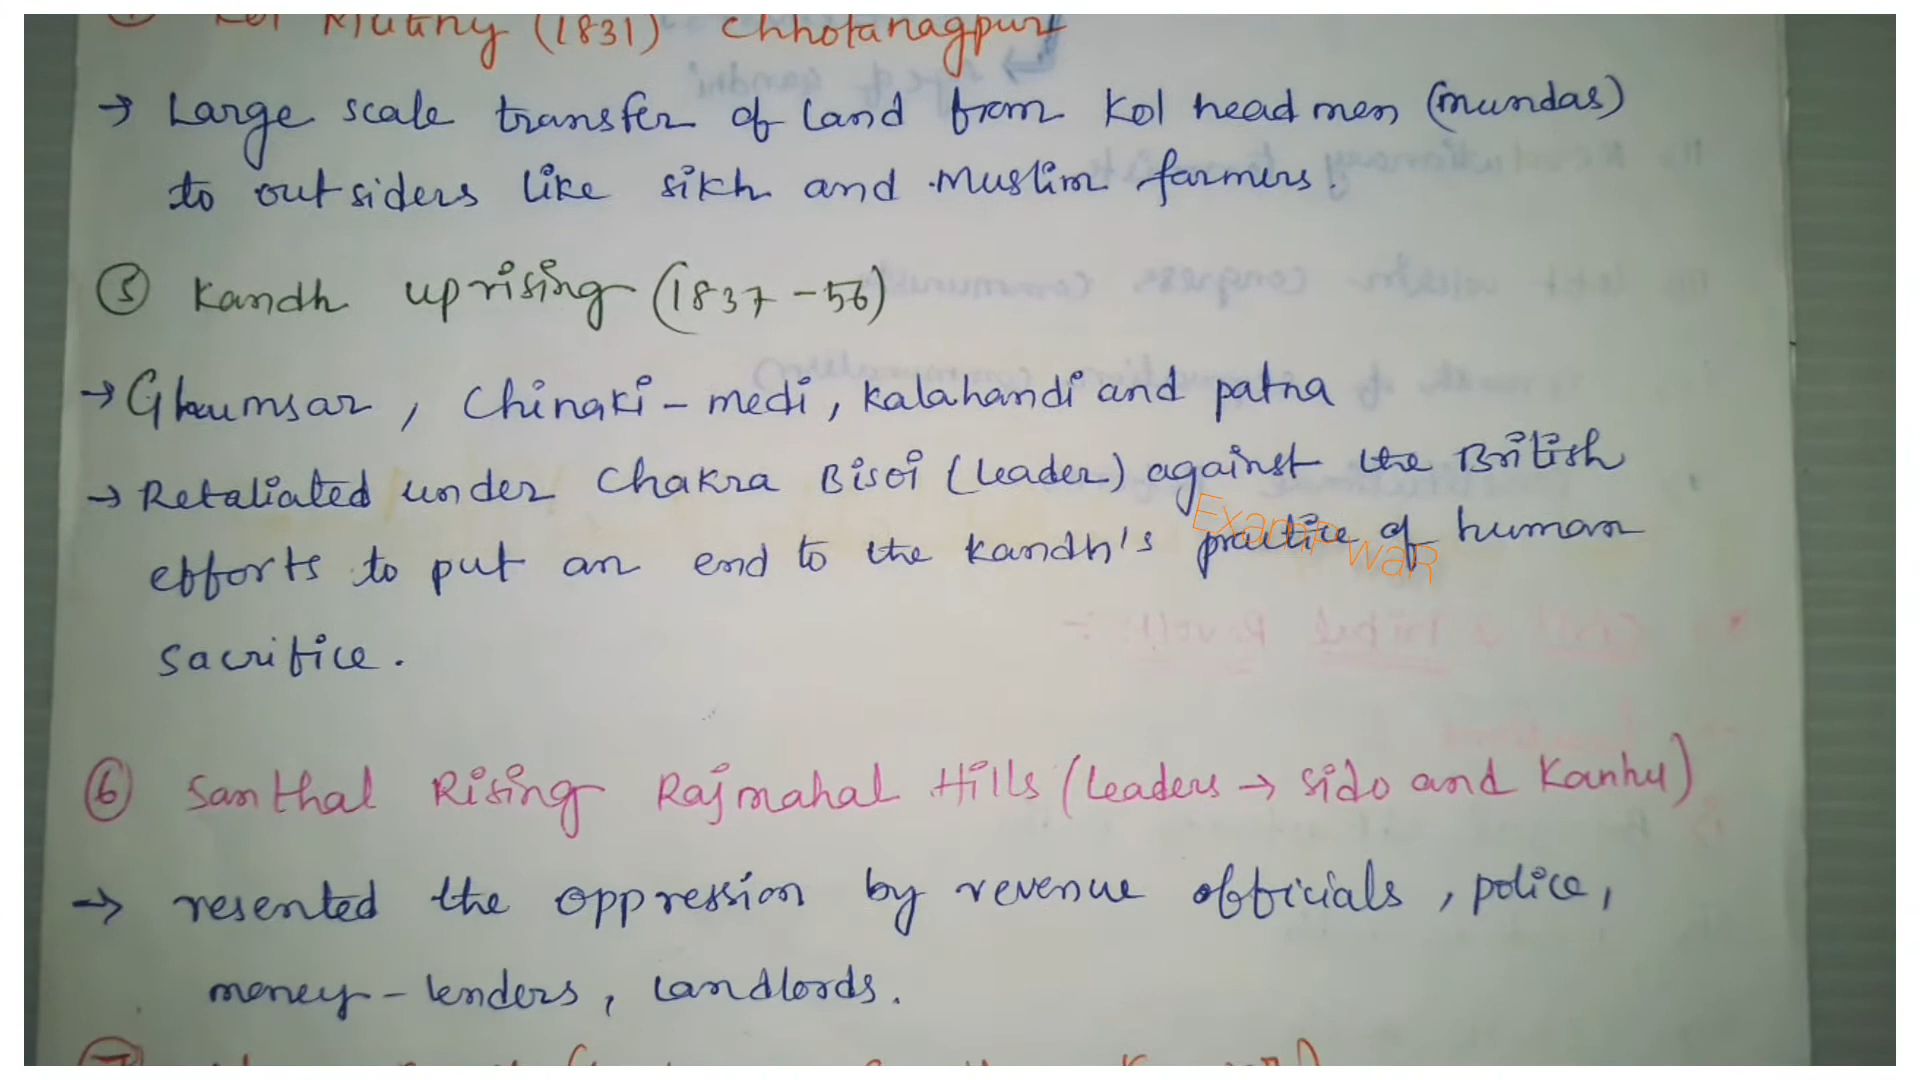 Kol Mutiny (1831) Chhotanagpur
→ Large scale transfer of land from Kol head men (mundas)
to outsiders like sikh and Muslim farmers.
⑤ Kandh uprising (1837-56)
→ Ghumsar, Chinaki-medi, Kalahandi and patna
→ Retaliated under Chakra Bisoi (leader) against the British
efforts to put an end to the Kandh's practice of human
sacrifice.
ExamP waR
⑥ Santhal Rising Rajmahal Hills (leaders → sido and Kanhu)
→ resented the oppression by revenue officials, police,
money-lenders, landlords.